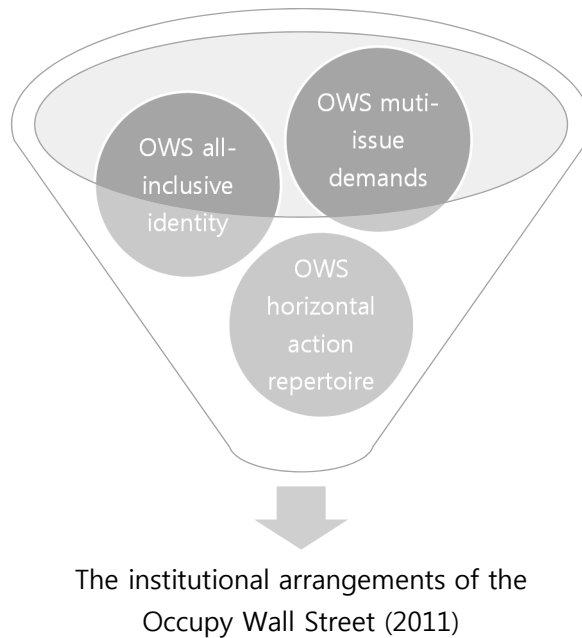 OWS all-
inclusive
identity
OWS muti-
issue
demands
OWS
horizontal
action
repertoire
The institutional arrangements of the
Occupy Wall Street (2011)